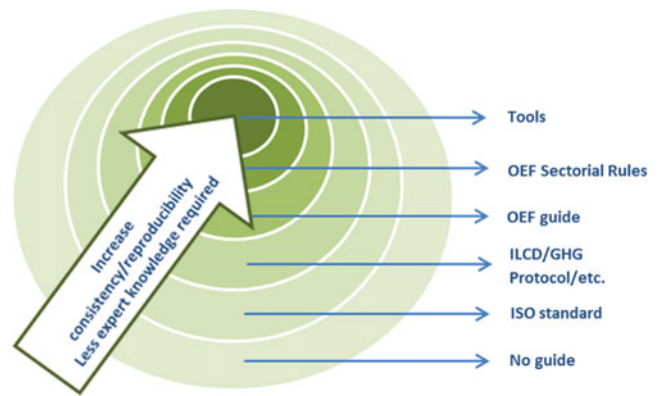 Tools
OEF Sectorial Rules
OEF guide
ILCD/GHG
Protocol/etc.
ISO standard
No guide
Increase
consistency/reproducibility
Less expert knowledge required